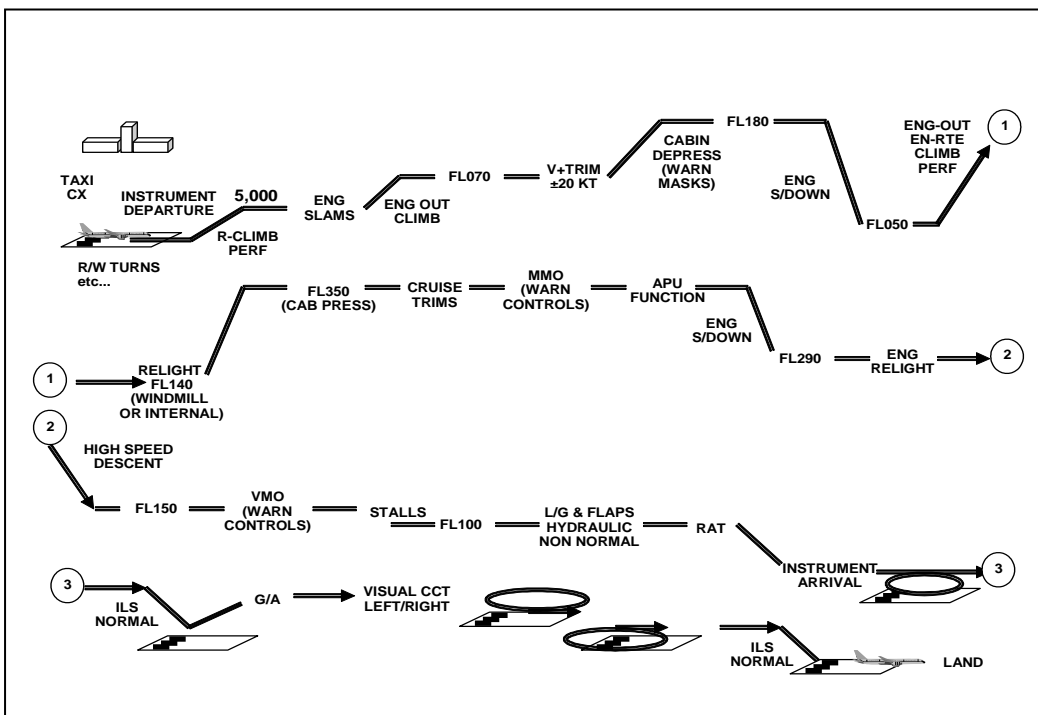 TAXI
CX
INSTRUMENT
DEPARTURE
5,000
R-CLIMB
PERF
R/W TURNS
etc...
ENG
SLAMS
ENG OUT
CLIMB
FL070
V+TRIM
±20 KT
CABIN
DEPRESS
(WARN
MASKS)
FL180
ENG
S/DOWN
FL050
ENG-OUT
EN-RTE
CLIMB
PERF
1
1
RELIGHT
FL140
(WINDMILL
OR INTERNAL)
FL350
(CAB PRESS)
CRUISE
TRIMS
MMO
(WARN
CONTROLS)
APU
FUNCTION
ENG
S/DOWN
FL290
ENG
RELIGHT
2
2
HIGH SPEED
DESCENT
FL150
VMO
(WARN
CONTROLS)
STALLS
FL100
L/G & FLAPS
HYDRAULIC
NON NORMAL
RAT
INSTRUMENT
ARRIVAL
3
3
ILS
NORMAL
G/A
VISUAL CCT
LEFT/RIGHT
ILS
NORMAL
LAND